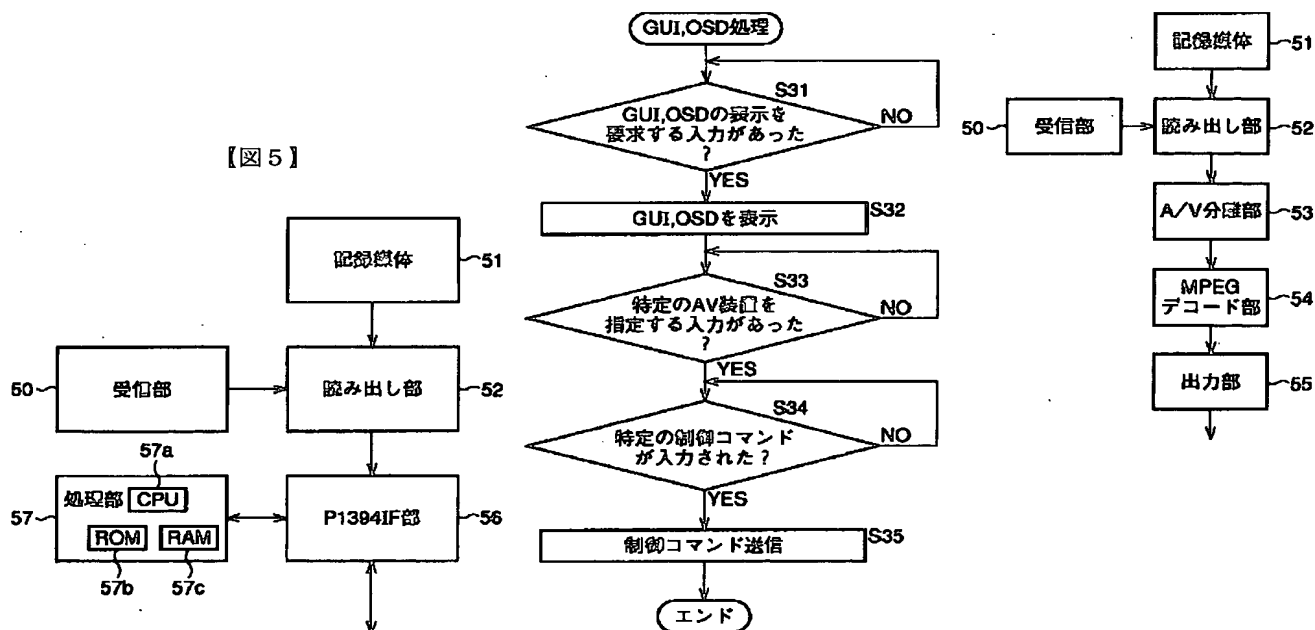 【図5】
記録媒体
51
50
受信部
読み出し部
52
57a
57
処理部
CPU
ROM
RAM
57b
57c
P1394IF部
56
GUI,OSD処理
S31
GUI,OSDの表示を
要求する入力があった
?
NO
YES
S32
GUI,OSDを表示
S33
特定のAV装置を
指定する入力があった
?
NO
YES
S34
特定の制御コマンド
が入力された?
NO
YES
S35
制御コマンド送信
エンド
記録媒体
51
50
受信部
読み出し部
52
A/V分離部
53
MPEG
デコード部
54
出力部
55